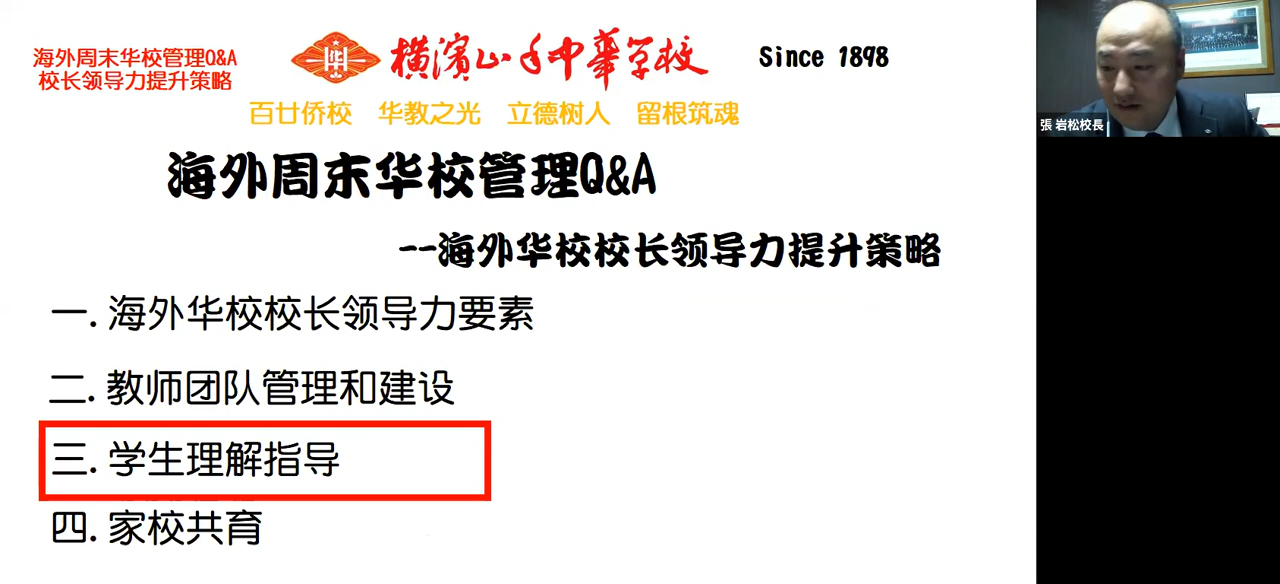 海外周末华校管理Q&A
校长领导力提升策略
華
横濱山手中華学校
Since 1898
百廿侨校 华教之光 立德树人 留根筑魂
海外周末华校管理Q&A
--海外华校校长领导力提升策略
一. 海外华校校长领导力要素
二. 教师团队管理和建设
三. 学生理解指导
四. 家校共育
張 岩松校長